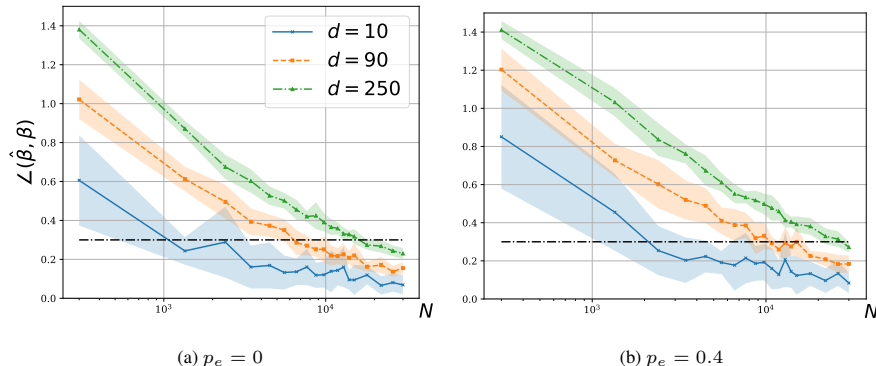 1.4
1.2
1.0
0.8
0.6
0.4
0.2
0.0
10³
10⁴
N
∠(β̂, β)
d = 10
d = 90
d = 250
(a) pₑ = 0
1.4
1.2
1.0
0.8
0.6
0.4
0.2
0.0
10³
10⁴
N
(b) pₑ = 0.4